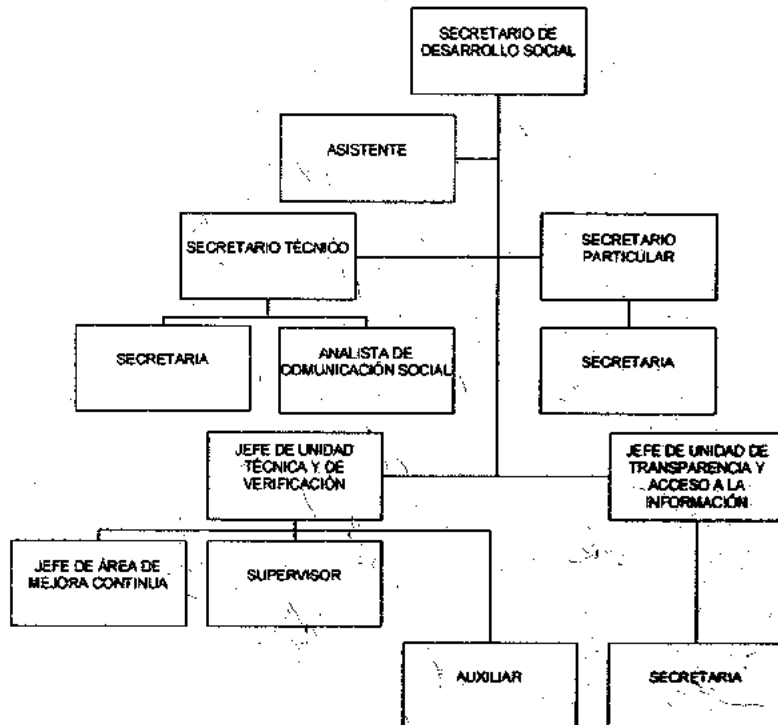 SECRETARIO DE
DESARROLLO SOCIAL
ASISTENTE
SECRETARIO TÉCNICO
SECRETARIO
PARTICULAR
SECRETARIA
ANALISTA DE
COMUNICACIÓN SOCIAL
SECRETARIA
JEFE DE UNIDAD
TÉCNICA Y DE
VERIFICACIÓN
JEFE DE UNIDAD DE
TRANSPARENCIA Y
ACCESO A LA
INFORMACIÓN
JEFE DE ÁREA DE
MEJORA CONTINUA
SUPERVISOR
AUXILIAR
SECRETARIA